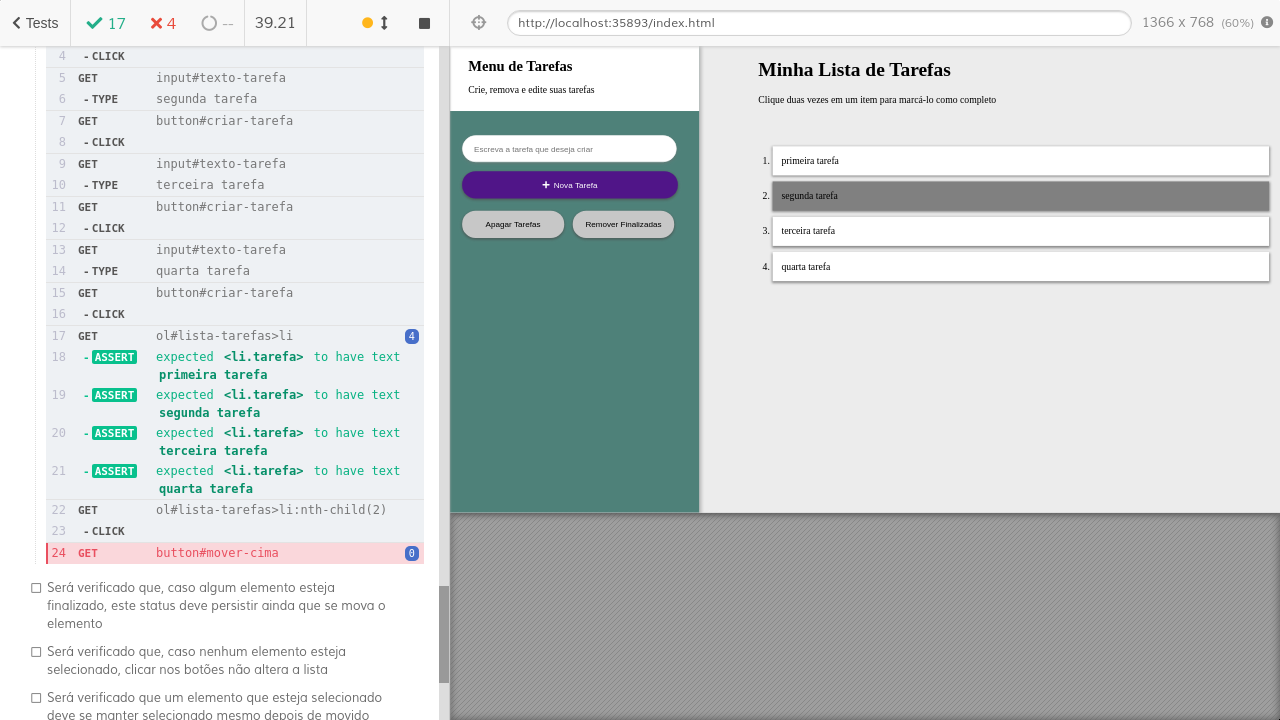 Tests 17 4 -- 39.21
http://localhost:35893/index.html 1366 x 768 (60%)
4 - CLICK
5 GET input#texto-tarefa
6 - TYPE segunda tarefa
7 GET button#criar-tarefa
8 - CLICK
9 GET input#texto-tarefa
10 - TYPE terceira tarefa
11 GET button#criar-tarefa
12 - CLICK
13 GET input#texto-tarefa
14 - TYPE quarta tarefa
15 GET button#criar-tarefa
16 - CLICK
17 GET ol#lista-tarefas>li 4
18 - ASSERT expected <li.tarefa> to have text
primeira tarefa
19 - ASSERT expected <li.tarefa> to have text
segunda tarefa
20 - ASSERT expected <li.tarefa> to have text
terceira tarefa
21 - ASSERT expected <li.tarefa> to have text
quarta tarefa
22 GET ol#lista-tarefas>li:nth-child(2)
23 - CLICK
24 GET button#mover-cima 0
Será verificado que, caso algum elemento esteja
finalizado, este status deve persistir ainda que se mova o
elemento
Será verificado que, caso nenhum elemento esteja
selecionado, clicar nos botões não altera a lista
Será verificado que um elemento que esteja selecionado
deve se manter selecionado mesmo depois de movido
Menu de Tarefas
Crie, remova e edite suas tarefas
Escreva a tarefa que deseja criar
+ Nova Tarefa
Apagar Tarefas Remover Finalizadas
Minha Lista de Tarefas
Clique duas vezes em um item para marcá-lo como completo
1. primeira tarefa
2. segunda tarefa
3. terceira tarefa
4. quarta tarefa